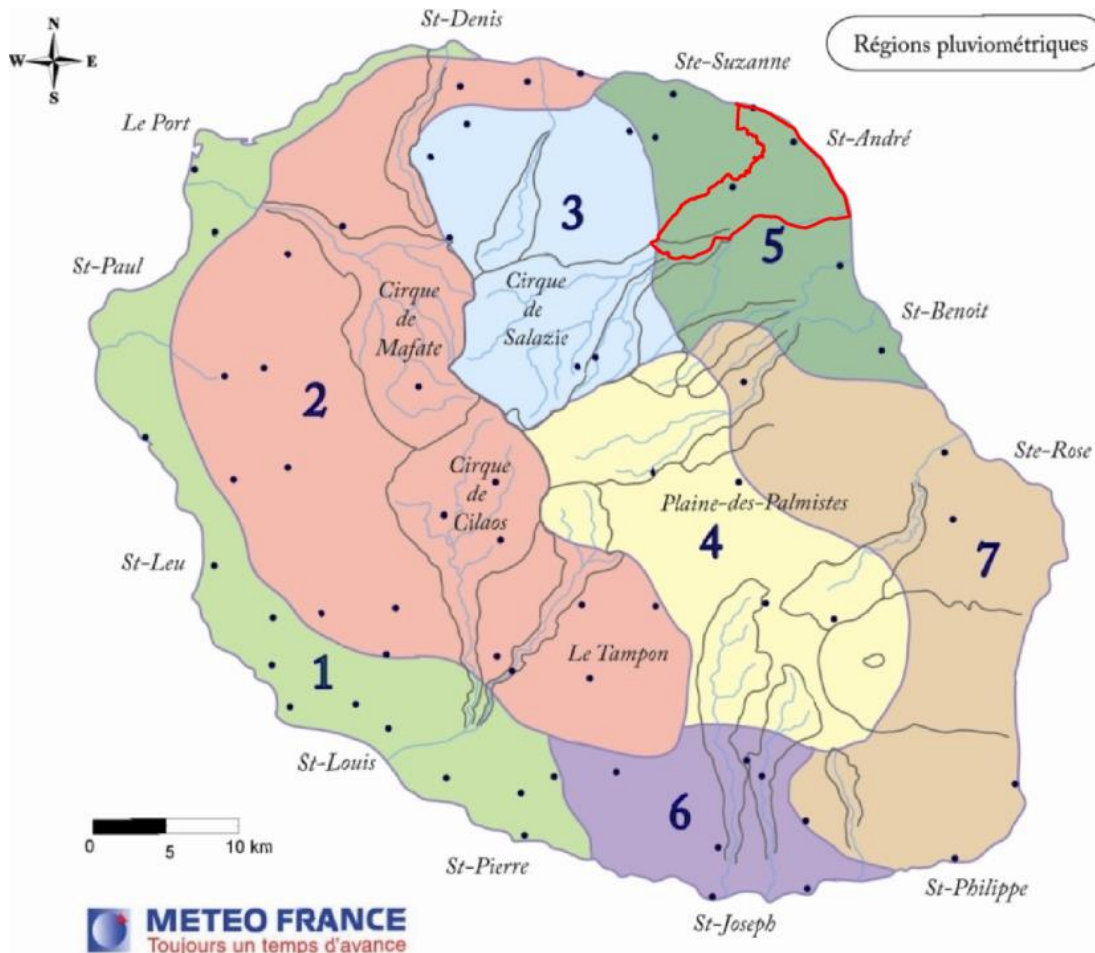 St-Denis
N
W
E
S
Régions pluviométriques
Ste-Suzanne
Le Port
St-André
3
5
St-Paul
Cirque
de
Mafate
Cirque
de
Salazie
St-Benoît
2
Cirque
de
Cilaos
Ste-Rose
Plaine-des-Palmistes
4
7
St-Leu
Le Tampon
1
St-Louis
6
0
5
10 km
St-Pierre
St-Philippe
St-Joseph
METEO FRANCE
Toujours un temps d'avance